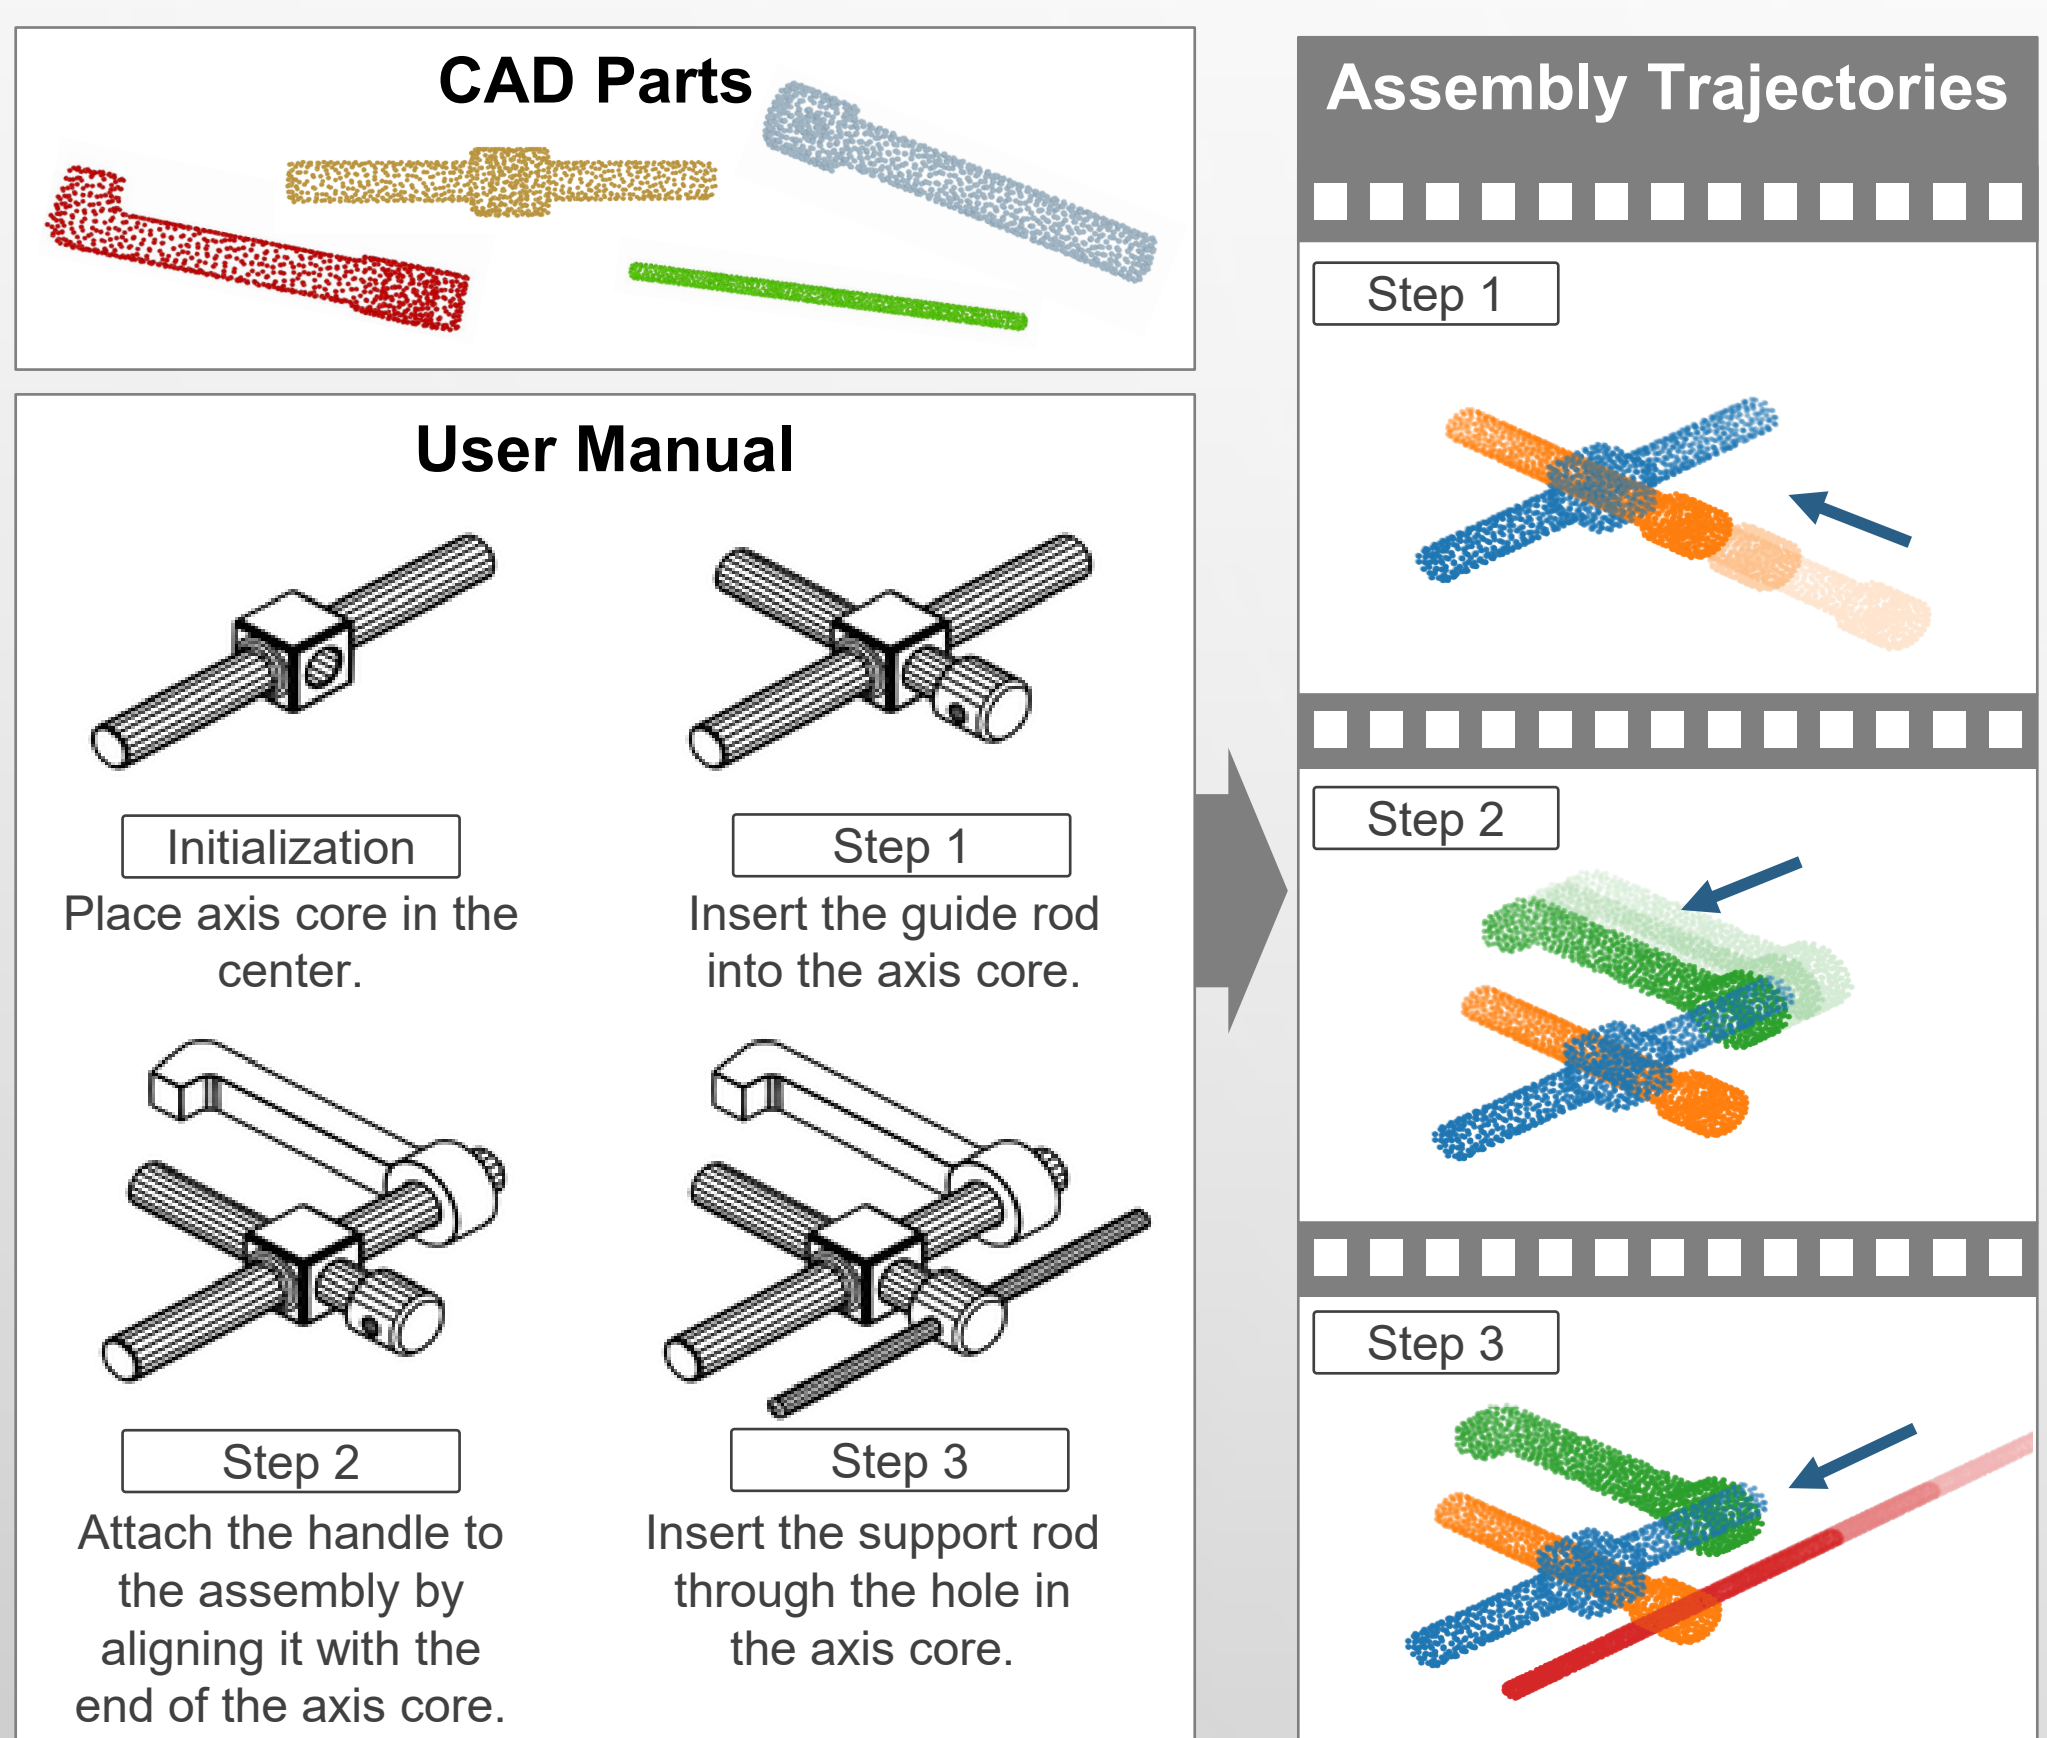 CAD Parts
User Manual
Initialization
Place axis core in the
center.
Step 1
Insert the guide rod
into the axis core.
Step 2
Attach the handle to
the assembly by
aligning it with the
end of the axis core.
Step 3
Insert the support rod
through the hole in
the axis core.
Assembly Trajectories
Step 1
Step 2
Step 3